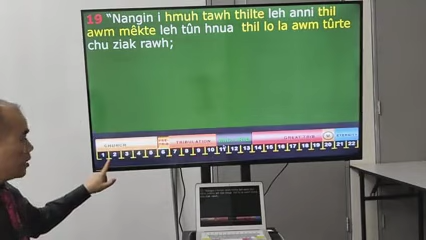 19 “Nangin i hmuh tawh thilte leh anni thil
awm mêkte leh tûn hnua thil lo la awm tûrte
chu ziak rawh;
CHURCH TRIBULATION
1 2 3 4 5 6 7 8 9 10 11 12 13 14 15 16 17 18 19 20 21 22